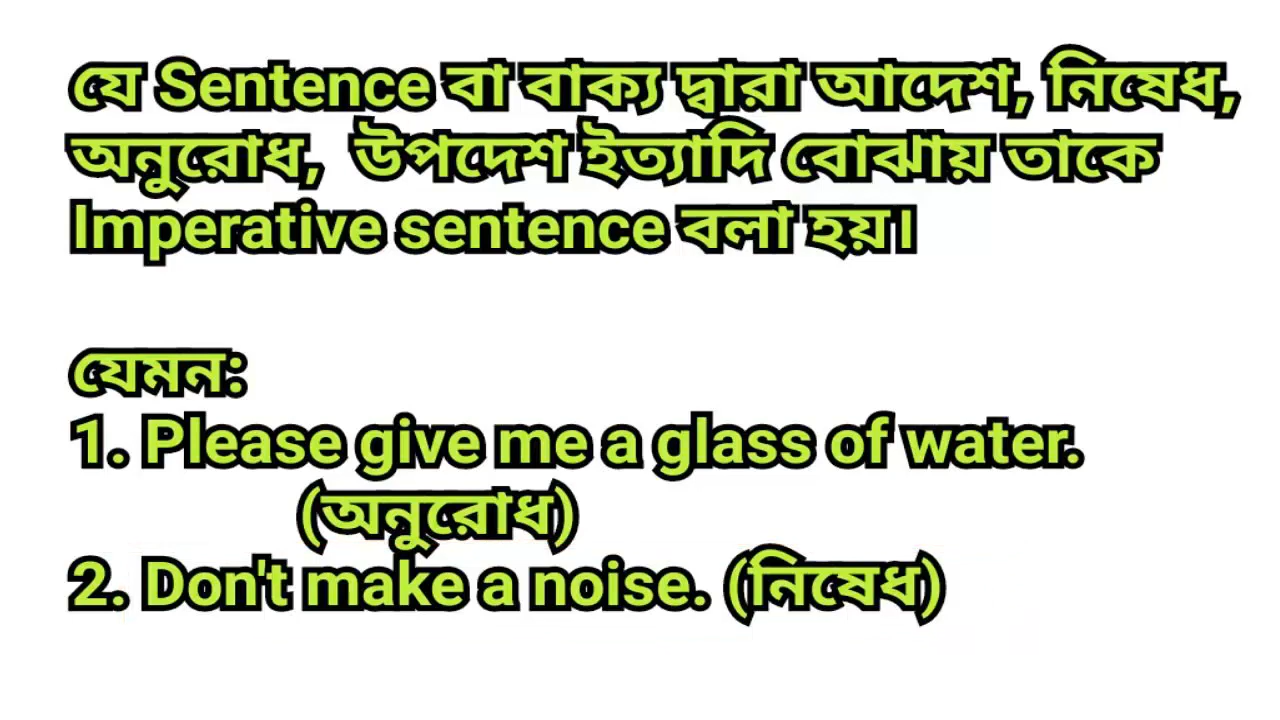 যে Sentence বা বাক্য দ্বারা আদেশ, নিষেধ,
অনুরোধ, উপদেশ ইত্যাদি বোঝায় তাকে
Imperative sentence বলা হয়।
যেমন:
1. Please give me a glass of water.
(অনুরোধ)
2. Don't make a noise. (নিষেধ)